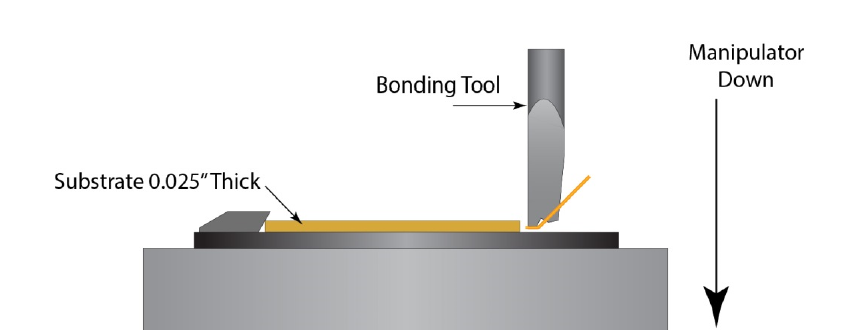 Manipulator
Down
Bonding Tool
Substrate 0.025" Thick